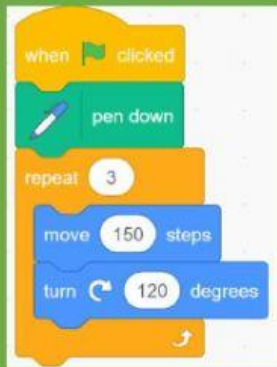 when clicked
pen down
repeat 3
move 150 steps
turn 120 degrees